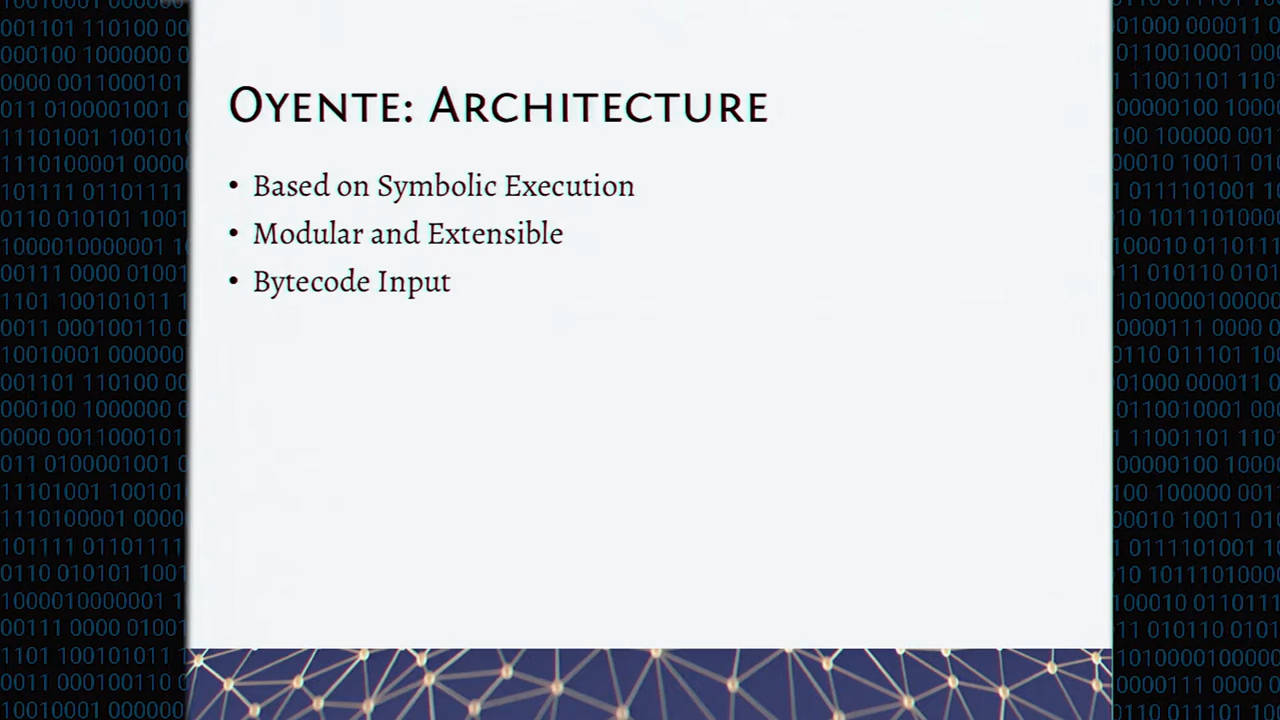 Oyente: Architecture
• Based on Symbolic Execution
• Modular and Extensible
• Bytecode Input